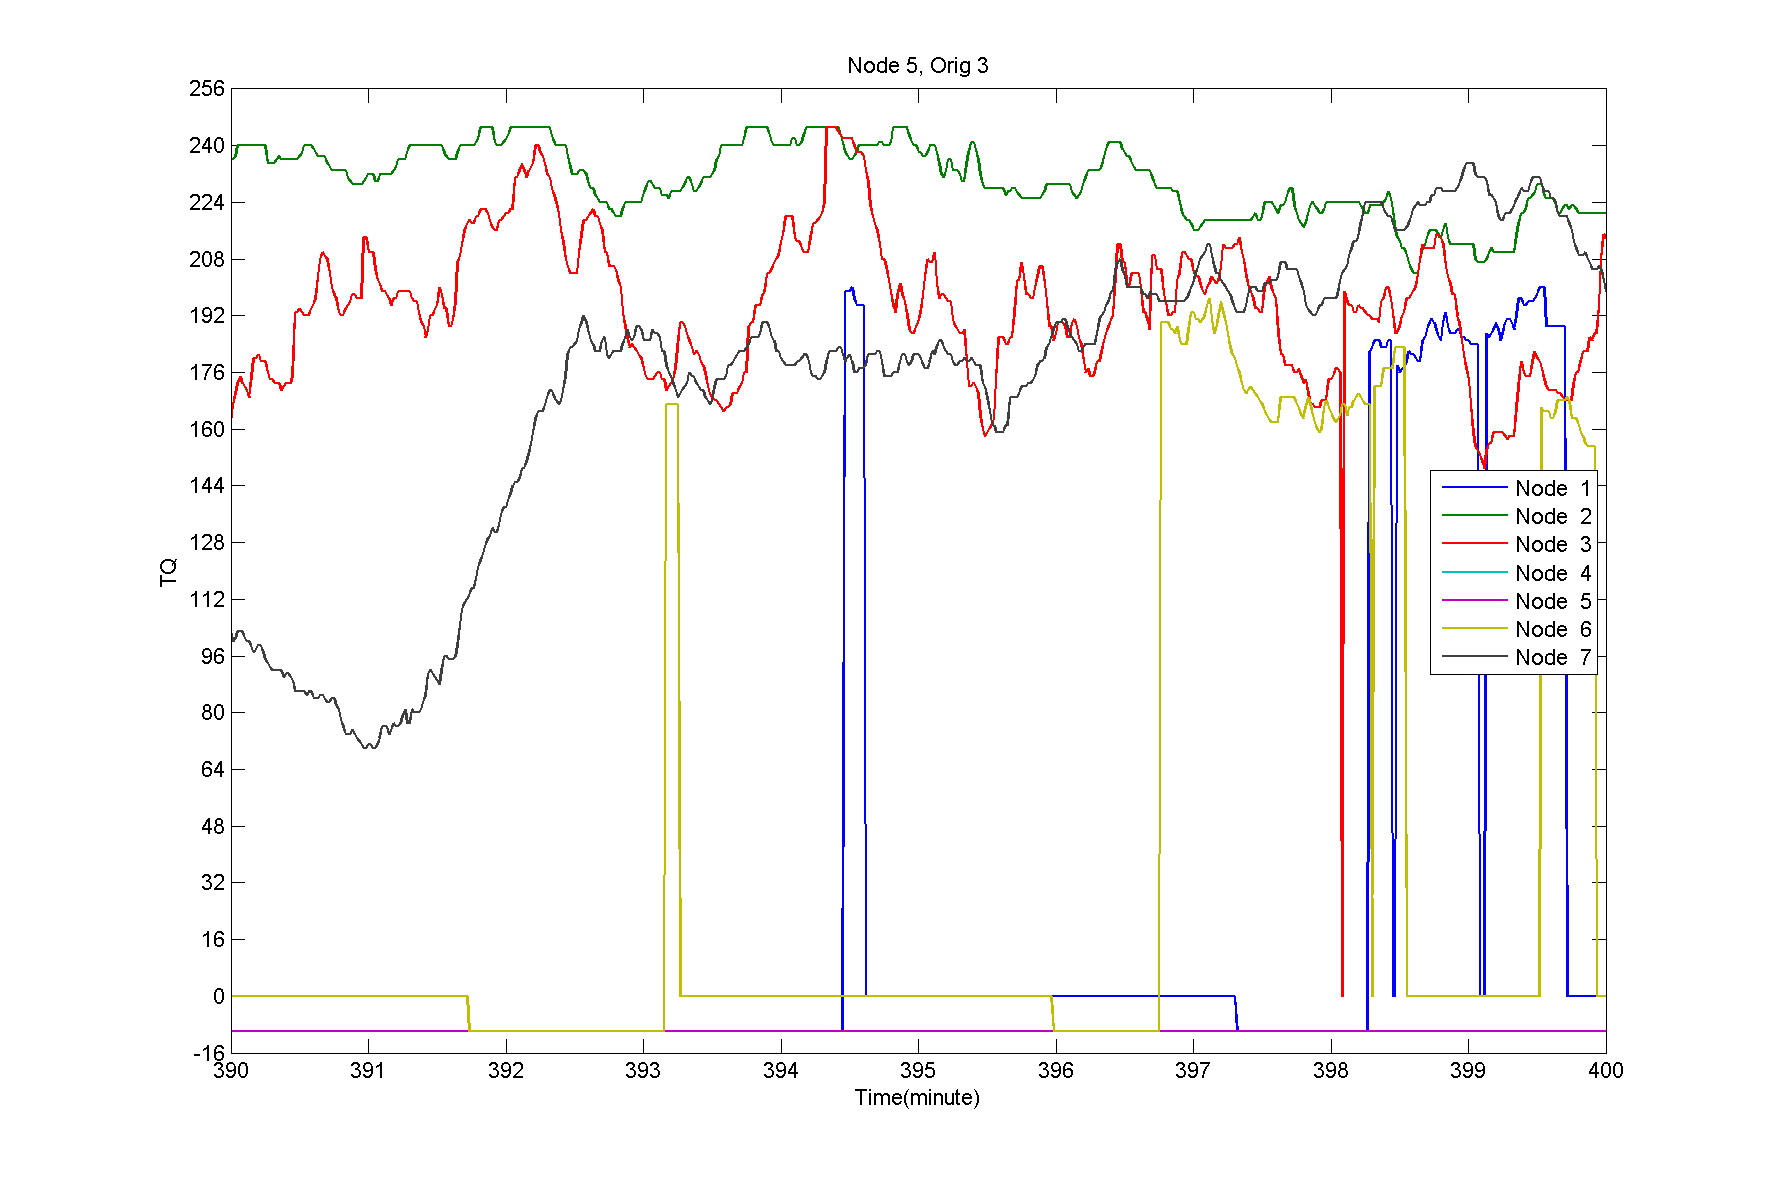 Node 5, Orig 3
256
240
224
208
192
176
160
144
128
112
96
80
64
48
32
16
0
-16
TQ
390 391 392 393 394 395 396 397 398 399 400
Time(minute)
Node 1
Node 2
Node 3
Node 4
Node 5
Node 6
Node 7